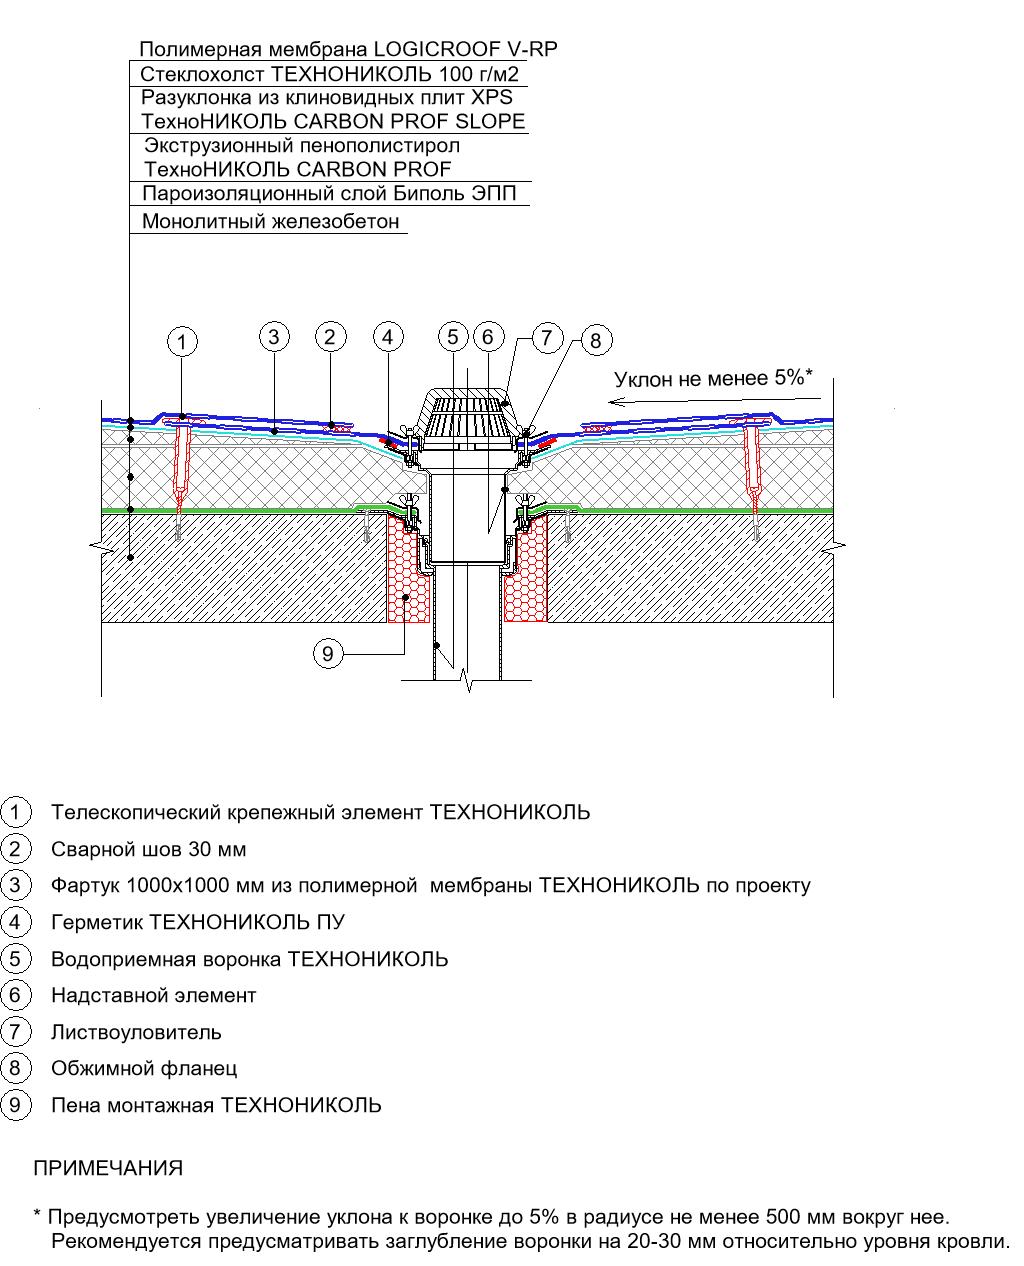 Полимерная мембрана LOGICROOF V-RP
Стеклохолст ТЕХНОНИКОЛЬ 100 г/м2
Разуклонка из клиновидных плит XPS
ТехноНИКОЛЬ CARBON PROF SLOPE
Экструзионный пенополистирол
ТехноНИКОЛЬ CARBON PROF
Пароизоляционный слой Биполь ЭПП
Монолитный железобетон
1 3 2 4 5 6 7 8
Уклон не менее 5%*
9
1 Телескопический крепежный элемент ТЕХНОНИКОЛЬ
2 Сварной шов 30 мм
3 Фартук 1000х1000 мм из полимерной мембраны ТЕХНОНИКОЛЬ по проекту
4 Герметик ТЕХНОНИКОЛЬ ПУ
5 Водоприемная воронка ТЕХНОНИКОЛЬ
6 Надставной элемент
7 Листвоуловитель
8 Обжимной фланец
9 Пена монтажная ТЕХНОНИКОЛЬ
ПРИМЕЧАНИЯ
* Предусмотреть увеличение уклона к воронке до 5% в радиусе не менее 500 мм вокруг нее.
Рекомендуется предусматривать заглубление воронки на 20-30 мм относительно уровня кровли.